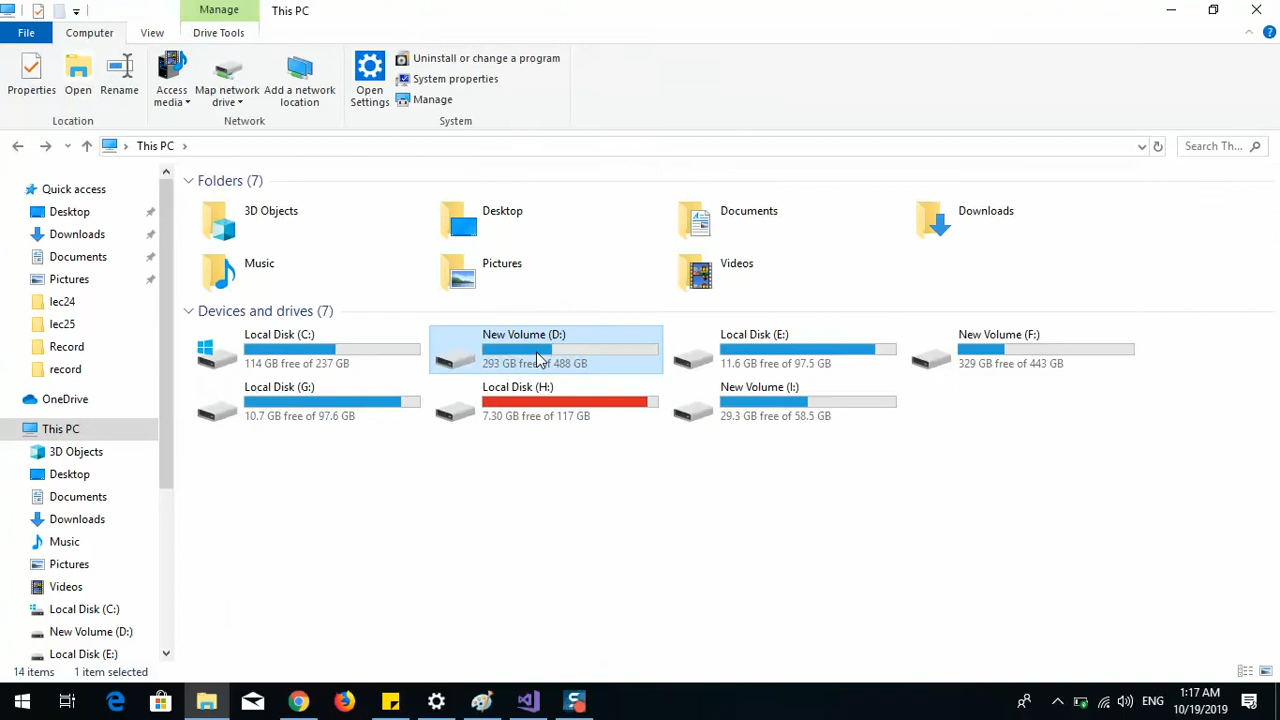 Manage
This PC
File
Computer
View
Drive Tools
Properties
Open
Rename
Access media
Map network drive
Add a network location
Open Settings
Uninstall or change a program
System properties
Manage
Location
Network
System
This PC
Search Th...
Quick access
Desktop
Downloads
Documents
Pictures
lec24
lec25
Record
record
OneDrive
This PC
3D Objects
Desktop
Documents
Downloads
Music
Pictures
Videos
Local Disk (C:)
New Volume (D:)
Local Disk (E:)
Folders (7)
3D Objects
Desktop
Documents
Downloads
Music
Pictures
Videos
Devices and drives (7)
Local Disk (C:)
114 GB free of 237 GB
New Volume (D:)
293 GB free of 488 GB
Local Disk (E:)
11.6 GB free of 97.5 GB
New Volume (F:)
329 GB free of 443 GB
Local Disk (G:)
10.7 GB free of 97.6 GB
Local Disk (H:)
7.30 GB free of 117 GB
New Volume (I:)
29.3 GB free of 58.5 GB
14 items
1 item selected
ENG
1:17 AM
10/19/2019